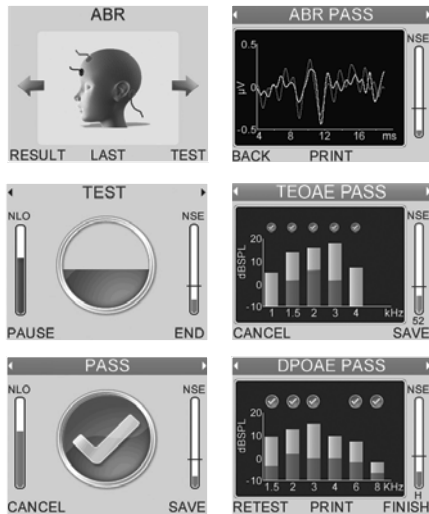 ABR
RESULT LAST TEST
ABR PASS
NSE
0.5
µV
0
-0.5
4 8 12 16 ms
BACK PRINT
TEST
NLO NSE
PAUSE END
TEOAE PASS
NSE
dBSPL
20
10
0
-10
1 1.5 2 3 4 kHz
52
CANCEL SAVE
PASS
NLO NSE
CANCEL SAVE
DPOAE PASS
NSE
dBSPL
20
10
0
-10
1.5 2 3 4 6 8 kHz
H
RETEST PRINT FINISH